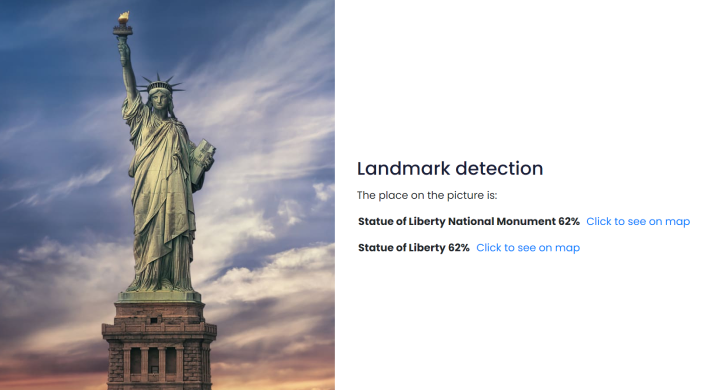 Landmark detection
The place on the picture is:
Statue of Liberty National Monument 62% Click to see on map
Statue of Liberty 62% Click to see on map